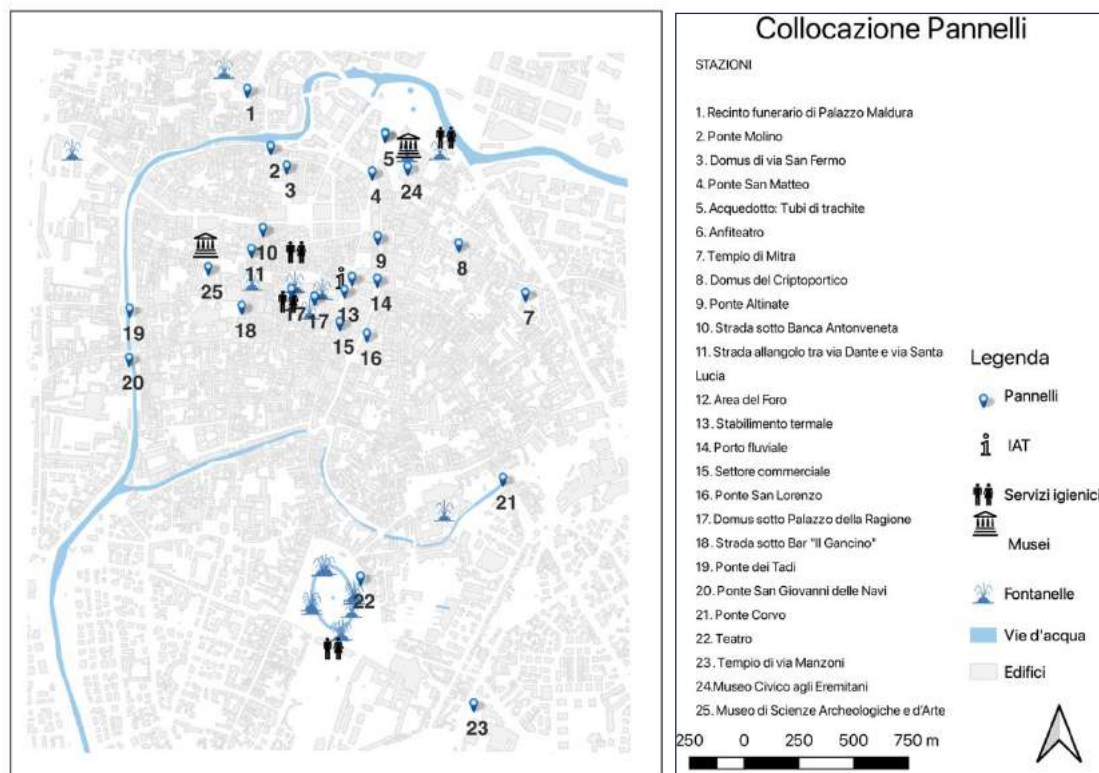 1
2
3
5
4
24
10
11
25
9
8
i
14
13
17
17
18
7
15
16
19
20
21
22
23
Collocazione Pannelli
STAZIONI
1. Recinto funerario di Palazzo Maldura
2. Ponte Molino
3. Domus di via San Fermo
4. Ponte San Matteo
5. Acquedotto: Tubi di trachite
6. Anfiteatro
7. Tempio di Mitra
8. Domus del Criptoportico
9. Ponte Altinate
10. Strada sotto Banca Antonveneta
11. Strada allangolo tra via Dante e via Santa
Lucia
12. Area del Foro
13. Stabilimento termale
14. Porto fluviale
15. Settore commerciale
16. Ponte San Lorenzo
17. Domus sotto Palazzo della Ragione
18. Strada sotto Bar "Il Gancino"
19. Ponte dei Tadi
20. Ponte San Giovanni delle Navi
21. Ponte Corvo
22. Teatro
23. Tempio di via Manzoni
24.Museo Civico agli Eremitani
25. Museo di Scienze Archeologiche e d'Arte
Legenda
Pannelli
i IAT
Servizi igienici
Musei
Fontanelle
Vie d'acqua
Edifici
250 0 250 500 750 m